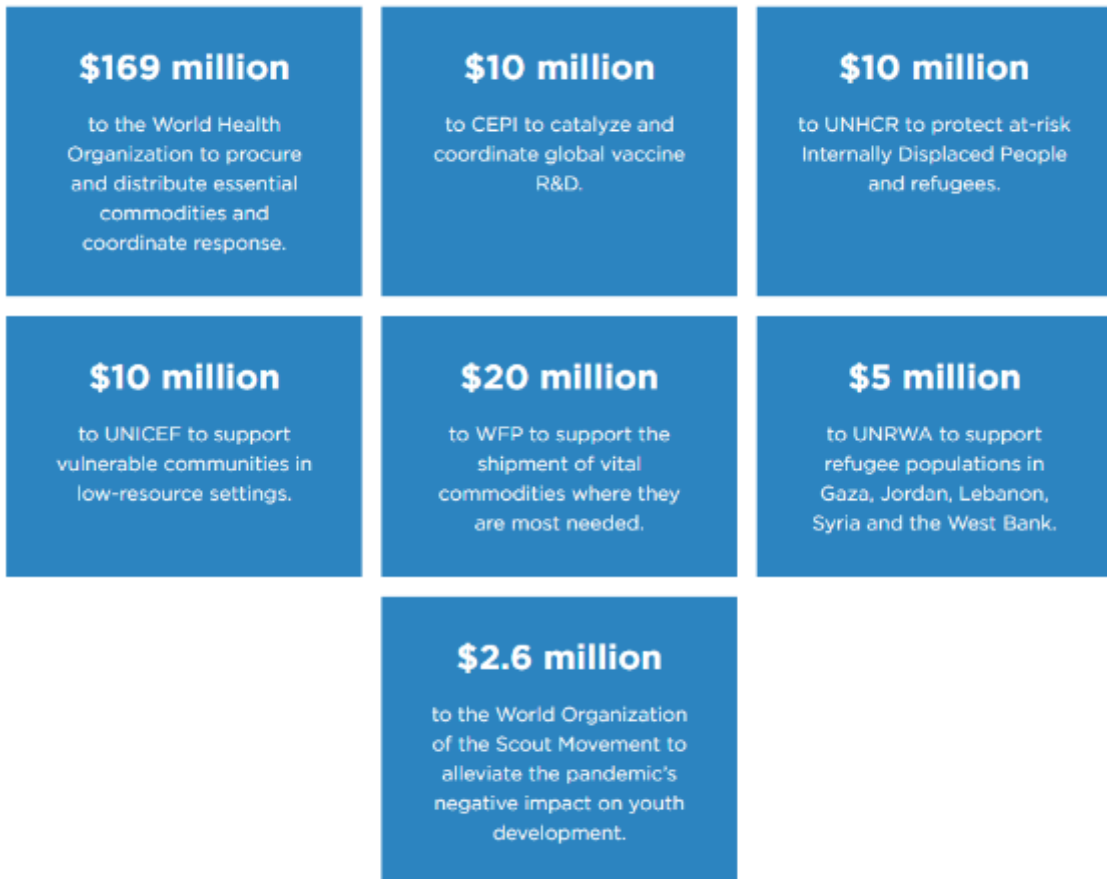 $169 million
to the World Health
Organization to procure
and distribute essential
commodities and
coordinate response.
$10 million
to CEPI to catalyze and
coordinate global vaccine
R&D.
$10 million
to UNHCR to protect at-risk
Internally Displaced People
and refugees.
$10 million
to UNICEF to support
vulnerable communities in
low-resource settings.
$20 million
to WFP to support the
shipment of vital
commodities where they
are most needed.
$5 million
to UNRWA to support
refugee populations in
Gaza, Jordan, Lebanon,
Syria and the West Bank.
$2.6 million
to the World Organization
of the Scout Movement to
alleviate the pandemic's
negative impact on youth
development.